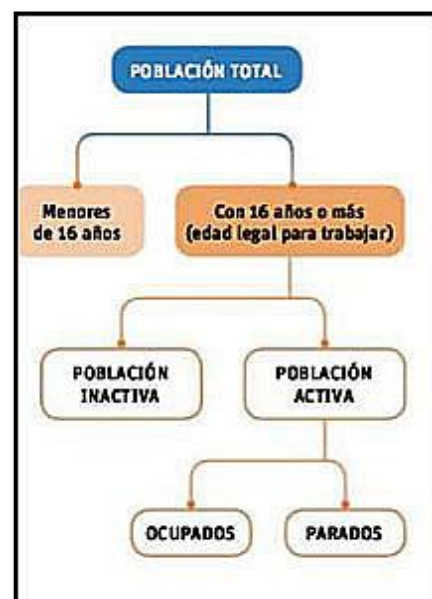 POBLACIÓN TOTAL
Menores
de 16 años
Con 16 años o más
(edad legal para trabajar)
POBLACIÓN
INACTIVA
POBLACIÓN
ACTIVA
OCUPADOS
PARADOS